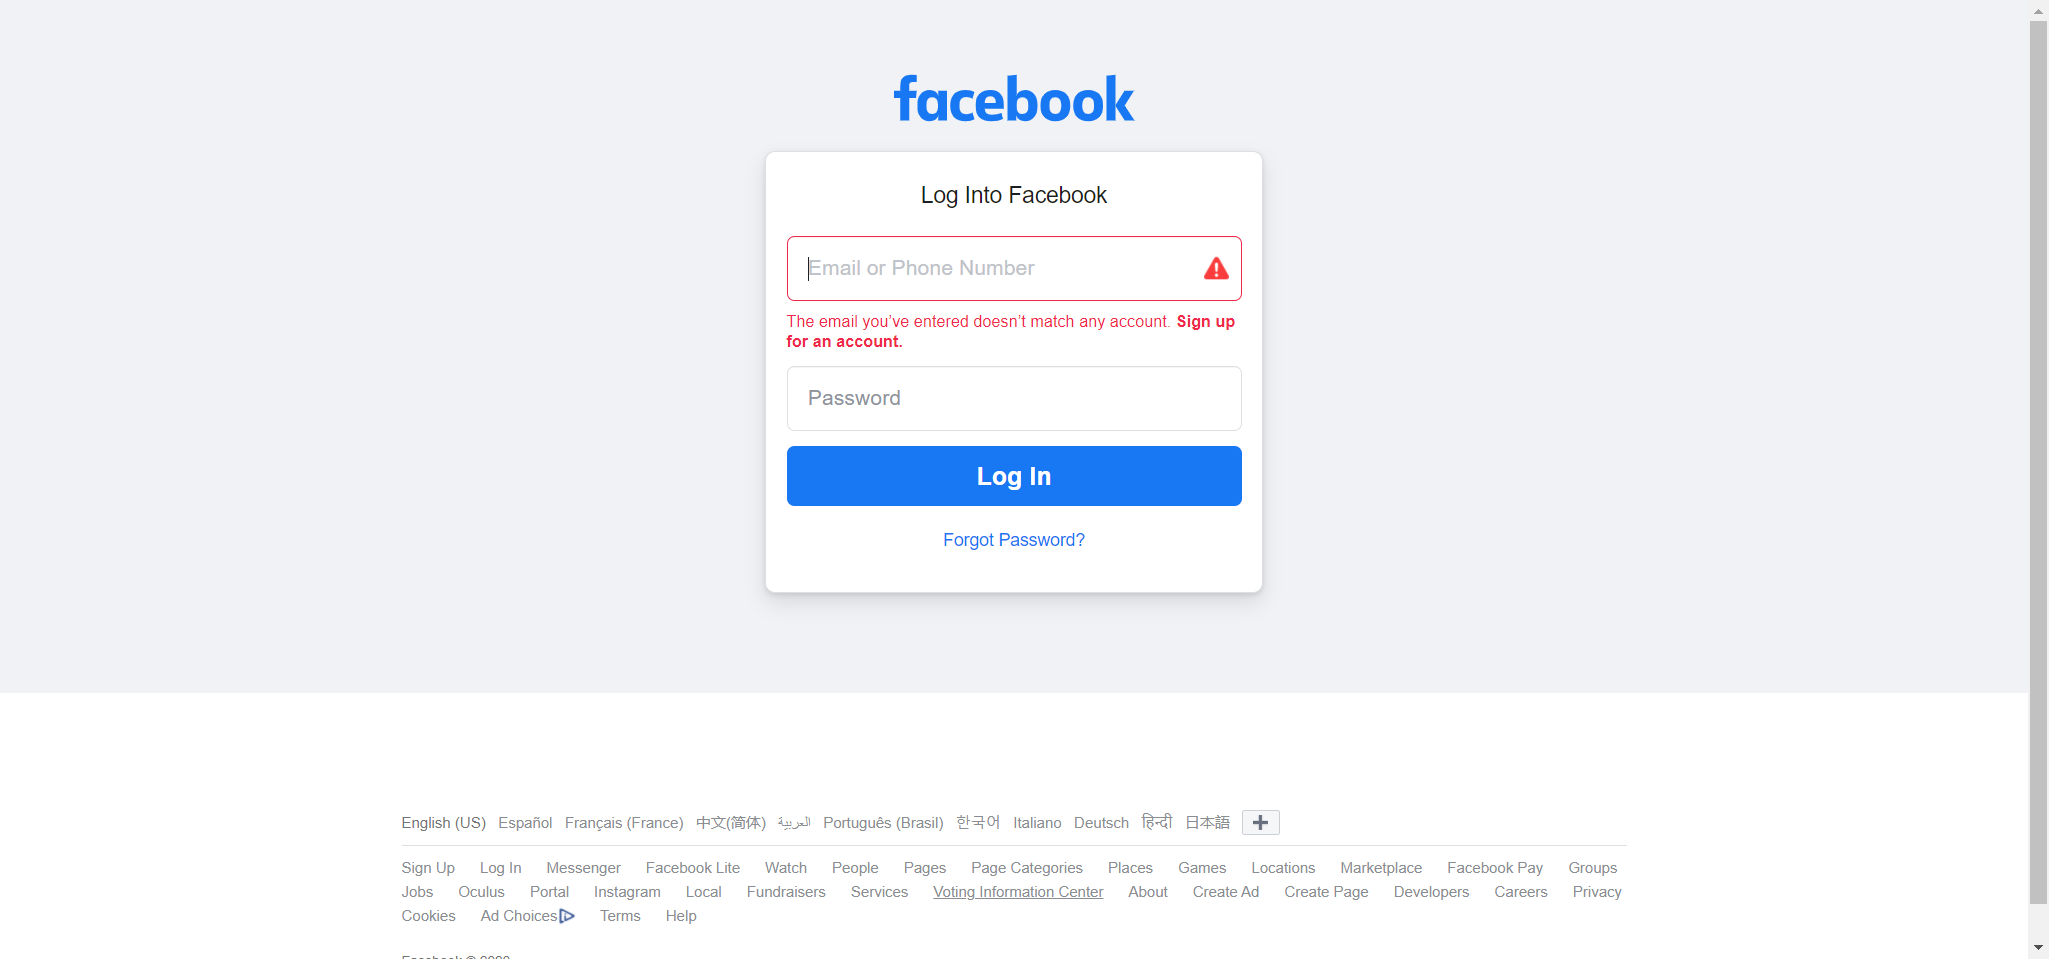 facebook
Log Into Facebook
Email or Phone Number
The email you’ve entered doesn’t match any account. Sign up
for an account.
Password
Log In
Forgot Password?
English (US) Español Français (France) 中文(简体) العربية Português (Brasil) 한국어 Italiano Deutsch हिन्दी 日本語
Sign Up Log In Messenger Facebook Lite Watch People Pages Page Categories Places Games Locations Marketplace Facebook Pay Groups
Jobs Oculus Portal Instagram Local Fundraisers Services Voting Information Center About Create Ad Create Page Developers Careers Privacy
Cookies Ad Choices Terms Help
Facebook © 2020